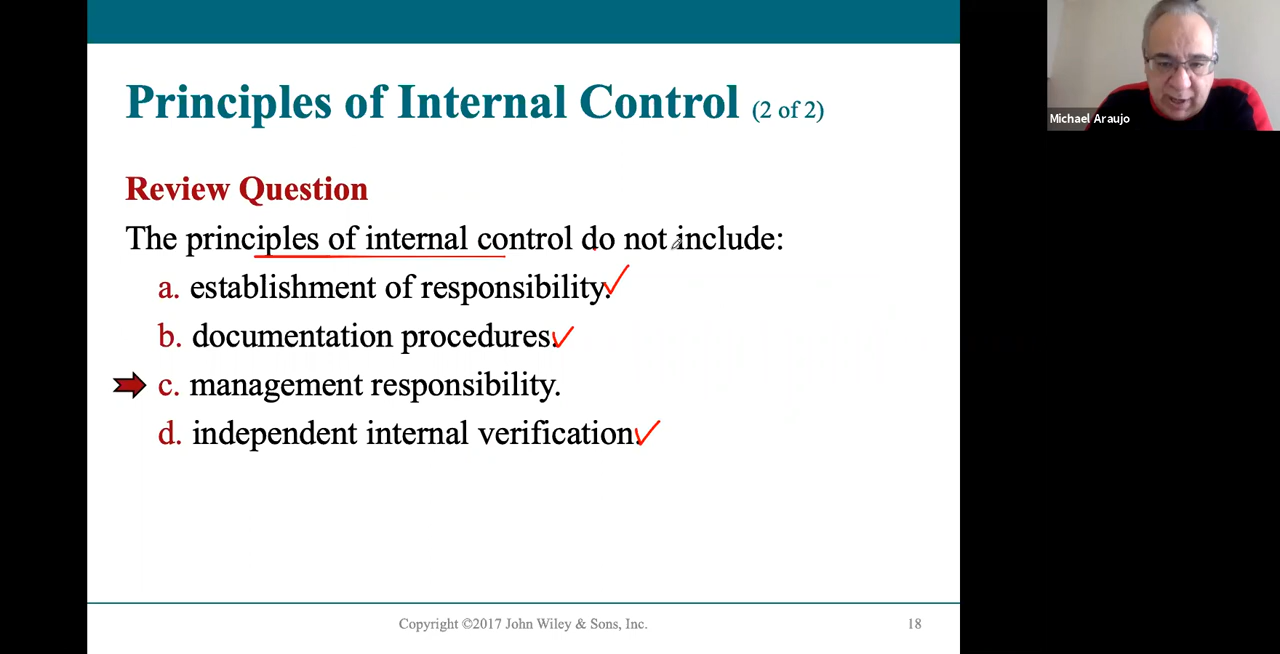 Principles of Internal Control (2 of 2)
Michael Araujo
Review Question
The principles of internal control do not include:
a. establishment of responsibility.
b. documentation procedures.
c. management responsibility.
d. independent internal verification.
Copyright ©2017 John Wiley & Sons, Inc.
18